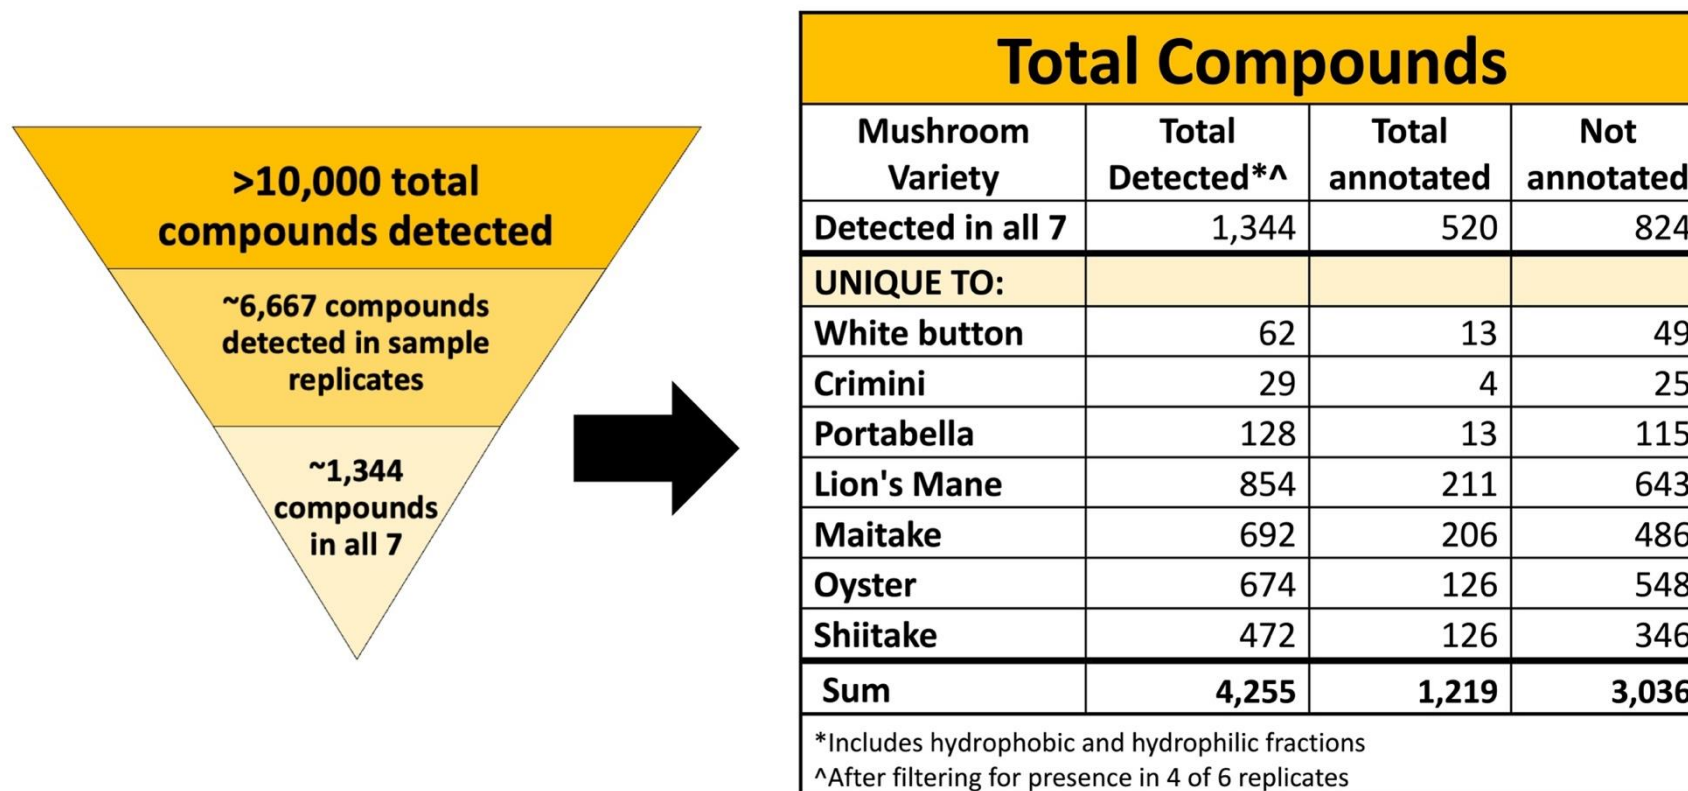 >10,000 total
compounds detected
~6,667 compounds
detected in sample
replicates
~1,344
compounds
in all 7
Total Compounds
Mushroom Variety Total Detected*^ Total annotated Not annotated
Detected in all 7 1,344 520 824
UNIQUE TO:
White button 62 13 49
Crimini 29 4 25
Portabella 128 13 115
Lion's Mane 854 211 643
Maitake 692 206 486
Oyster 674 126 548
Shiitake 472 126 346
Sum 4,255 1,219 3,036
*Includes hydrophobic and hydrophilic fractions
^After filtering for presence in 4 of 6 replicates